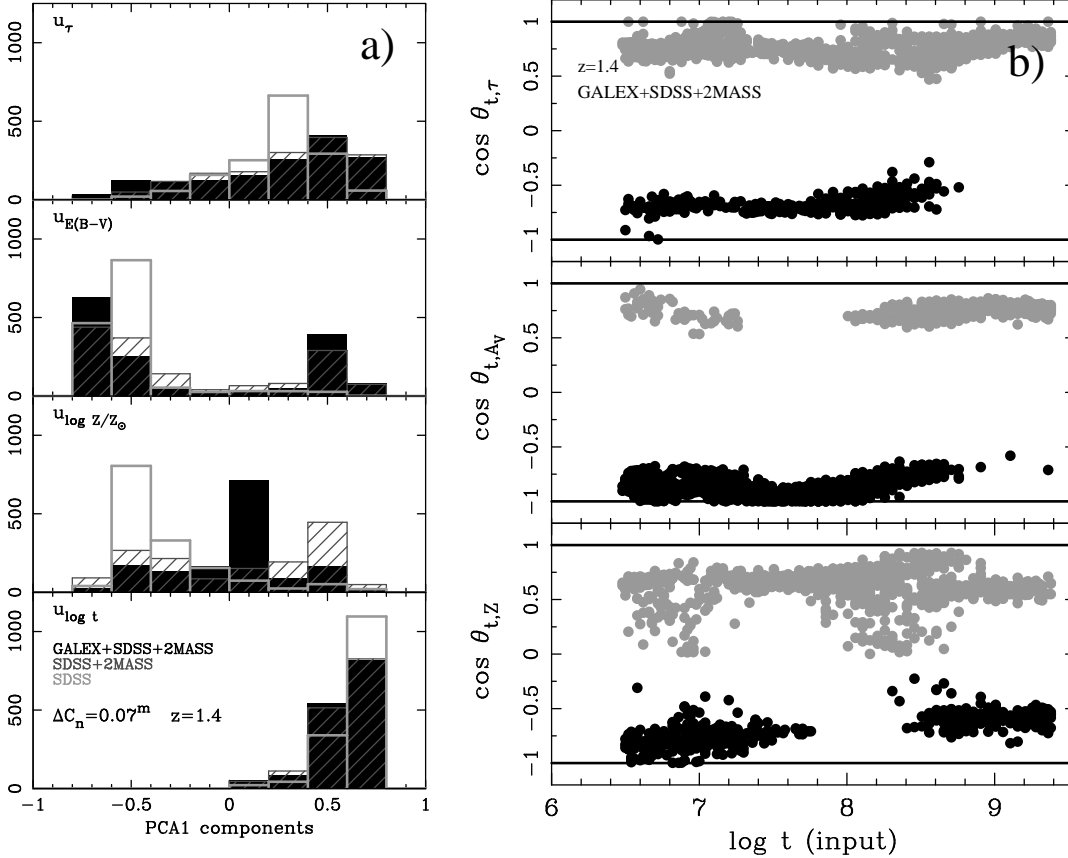 a)
u_τ
1000
500
0
u_E(B−V)
1000
500
0
u_log Z/Z_⊙
1000
500
0
u_log t
GALEX+SDSS+2MASS
SDSS+2MASS
SDSS
ΔC_n=0.07^m z=1.4
1000
500
0
−1 −0.5 0 0.5 1
PCA1 components
b)
z=1.4
GALEX+SDSS+2MASS
cos θ_t,τ
1
0.5
0
−0.5
−1
cos θ_t,A_V
1
0.5
0
−0.5
−1
cos θ_t,Z
1
0.5
0
−0.5
−1
6 7 8 9
log t (input)